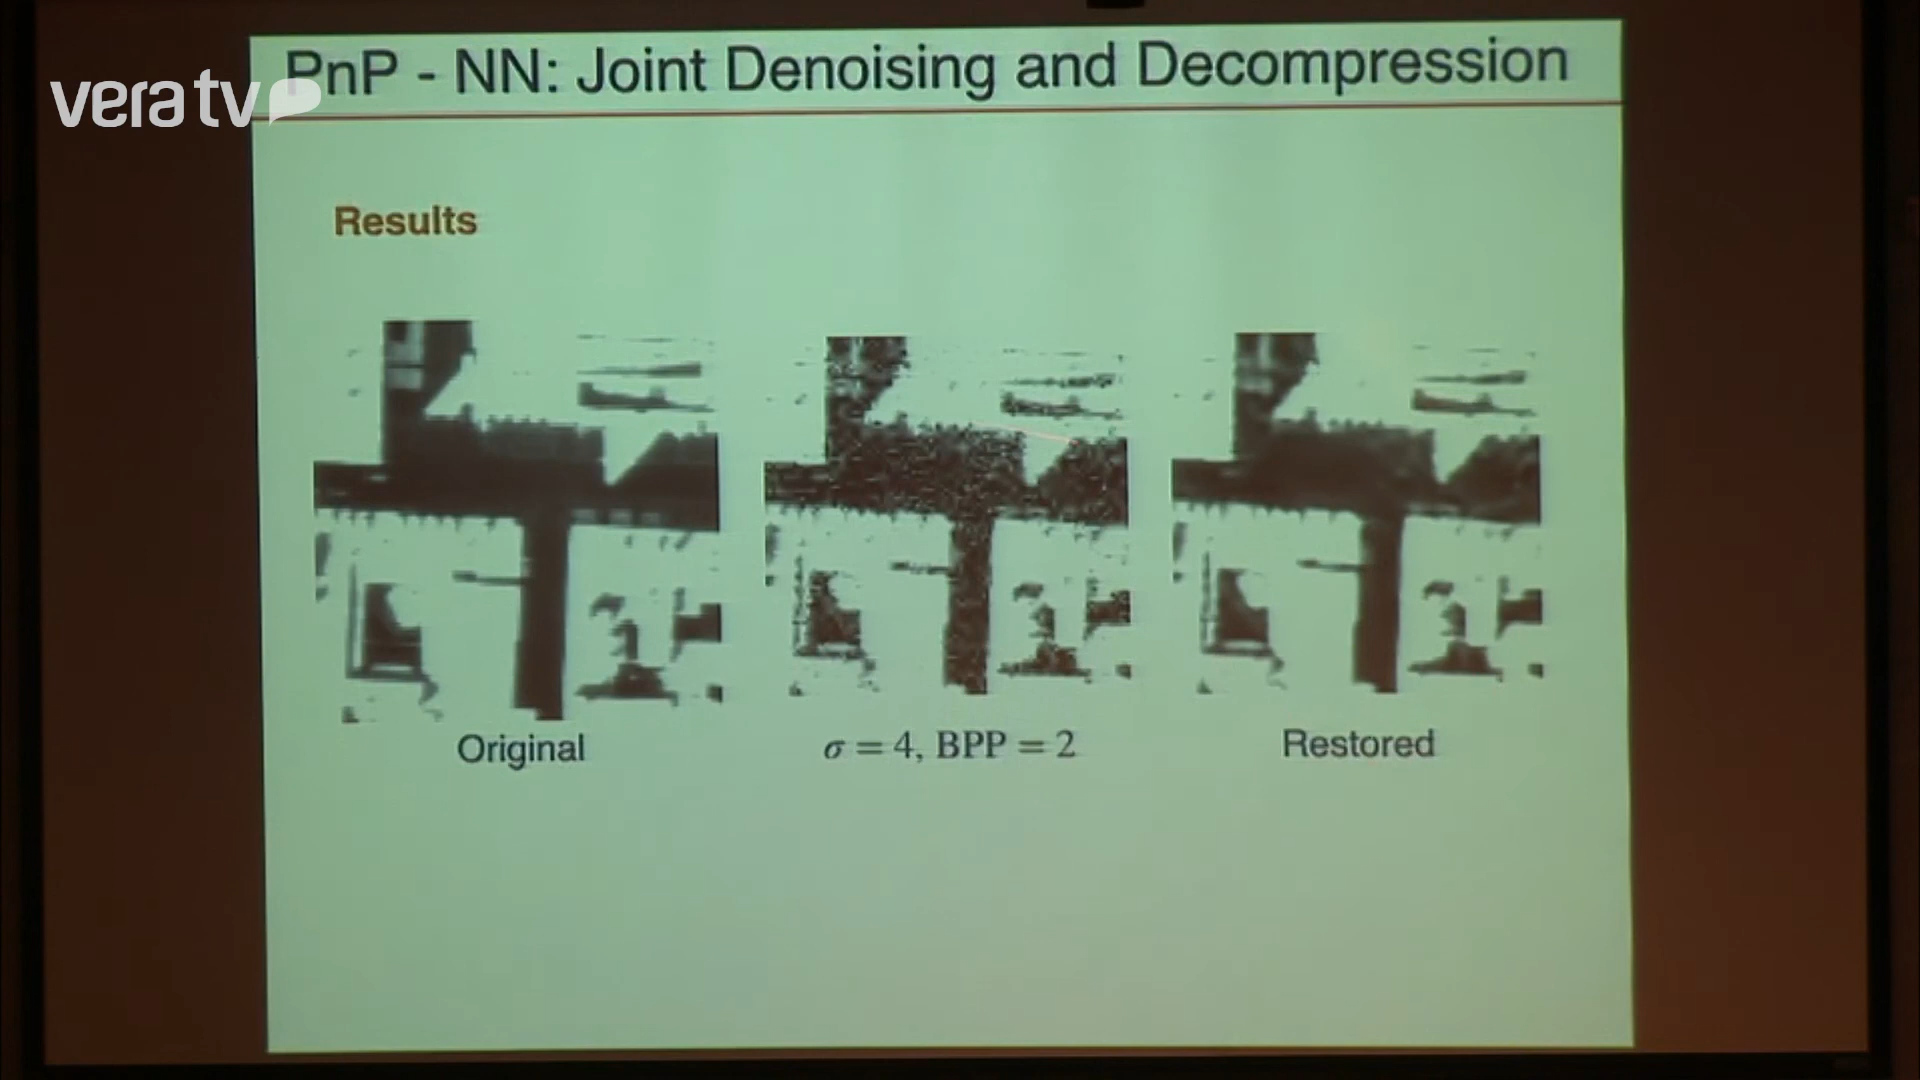 PnP - NN: Joint Denoising and Decompression
vera tv
Results
Original
σ = 4, BPP = 2
Restored